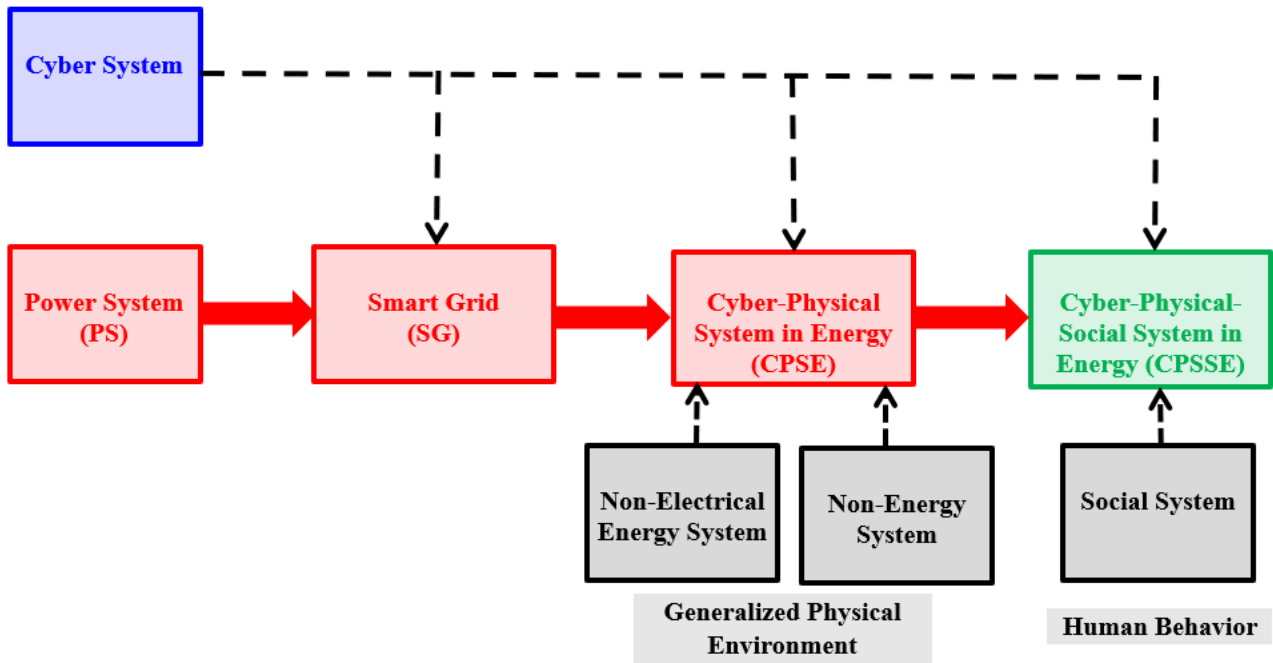 Cyber System
Power System
(PS)
Smart Grid
(SG)
Cyber-Physical
System in Energy
(CPSE)
Cyber-Physical-
Social System in
Energy (CPSSE)
Non-Electrical
Energy System
Non-Energy
System
Social System
Generalized Physical
Environment
Human Behavior